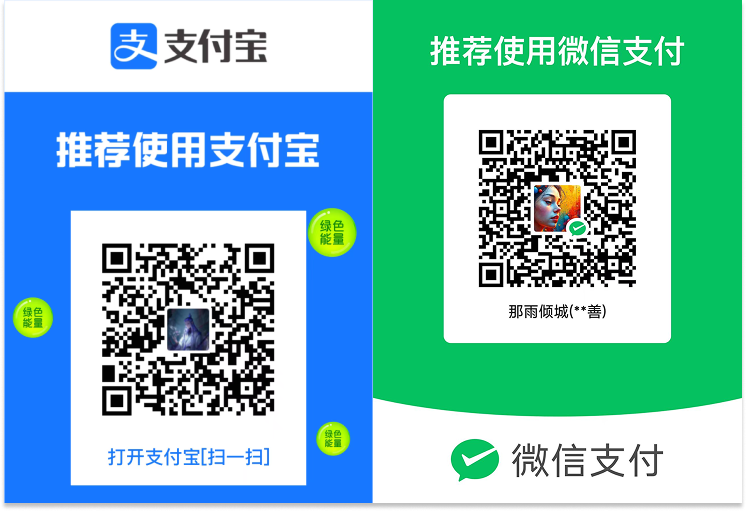 支 支付宝
推荐使用支付宝
绿色
能量
绿色
能量
绿色
能量
打开支付宝[扫一扫]
推荐使用微信支付
那雨倾城(**善)
微信支付